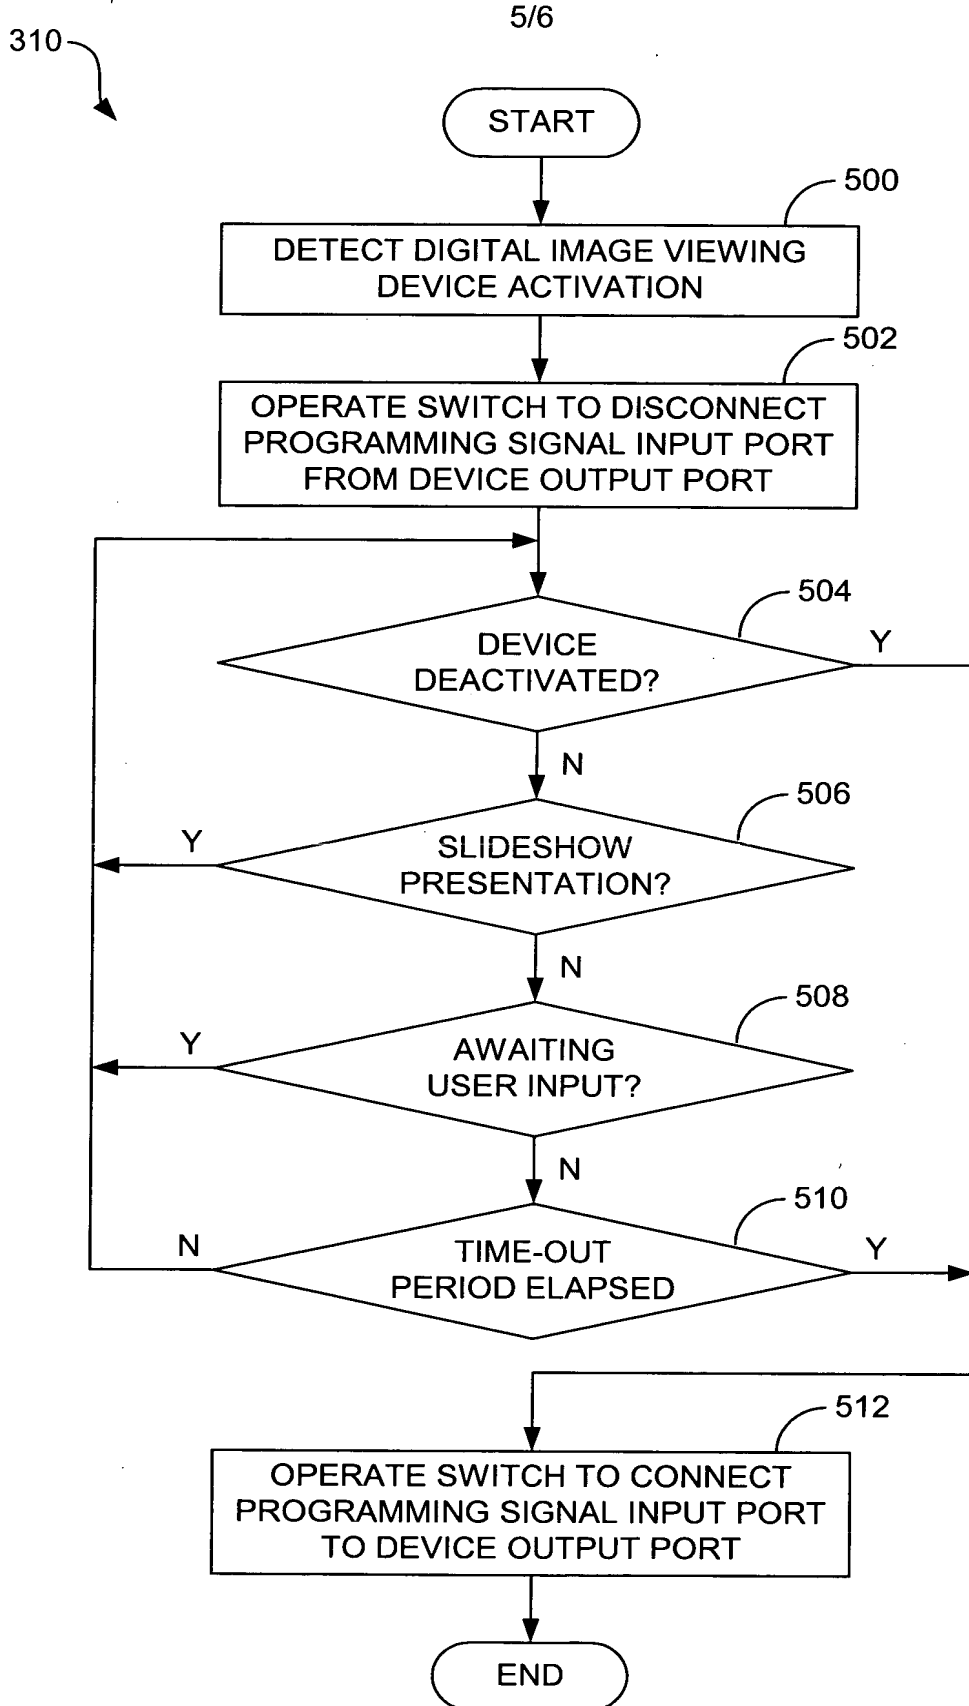 5/6
310
START
500
DETECT DIGITAL IMAGE VIEWING
DEVICE ACTIVATION
502
OPERATE SWITCH TO DISCONNECT
PROGRAMMING SIGNAL INPUT PORT
FROM DEVICE OUTPUT PORT
504
DEVICE
DEACTIVATED?
Y
N
506
Y
SLIDESHOW
PRESENTATION?
N
508
Y
AWAITING
USER INPUT?
N
510
N
TIME-OUT
PERIOD ELAPSED
Y
512
OPERATE SWITCH TO CONNECT
PROGRAMMING SIGNAL INPUT PORT
TO DEVICE OUTPUT PORT
END